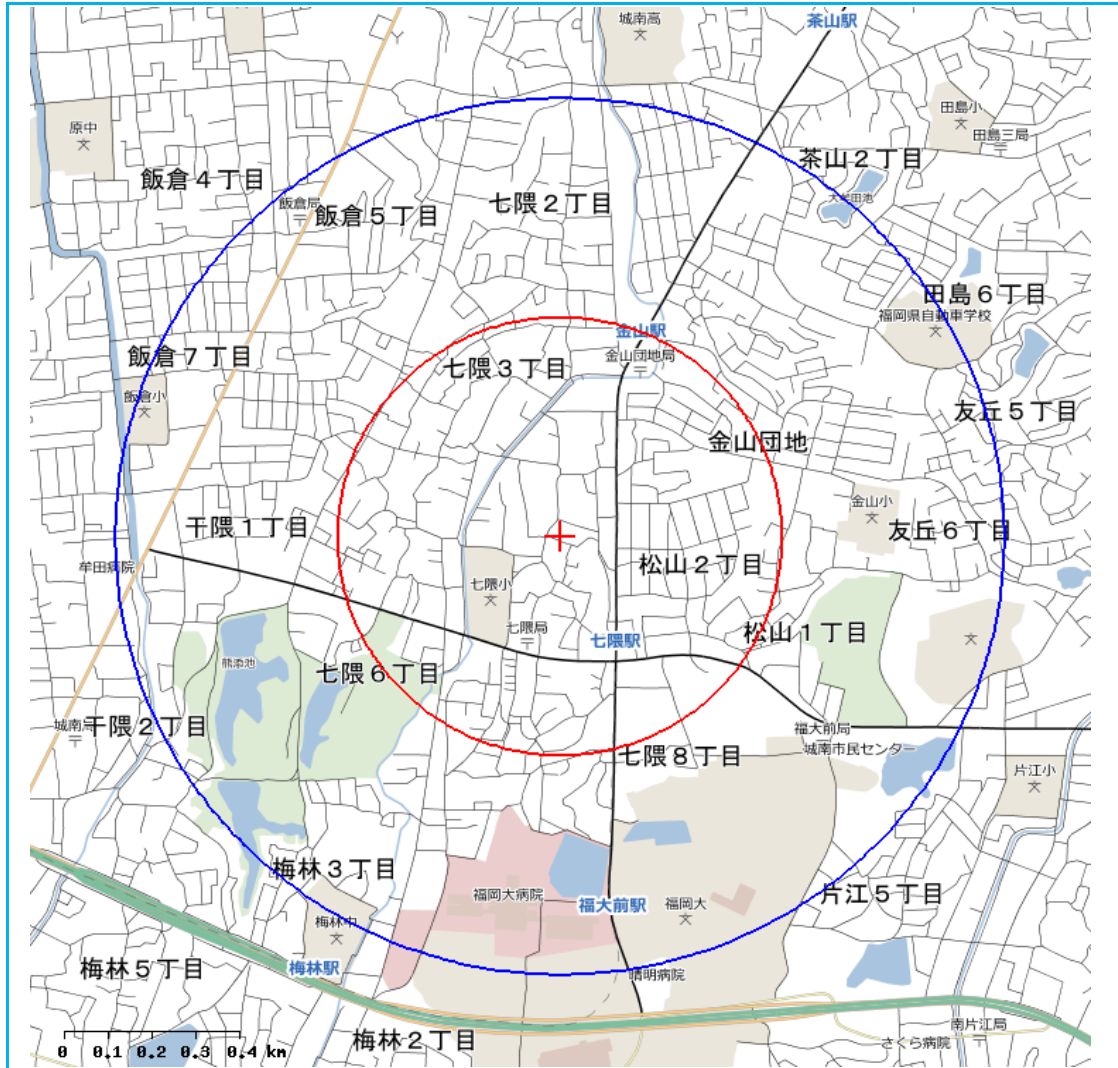 城南高
茶山駅
原中
田島小
田島三局
飯倉４丁目
茶山２丁目
飯倉局
飯倉５丁目
七隈２丁目
大牟田池
田島６丁目
福岡県自動車学校
金山駅
金山団地局
飯倉７丁目
七隈３丁目
飯倉小
友丘５丁目
金山団地
金山小
干隈１丁目
友丘６丁目
牟田病院
松山２丁目
七隈小
七隈局
七隈駅
松山１丁目
熊添池
七隈６丁目
城南局
干隈２丁目
福大前局
城南市民センター
七隈８丁目
片江小
梅林３丁目
福岡大病院
福大前駅
福岡大
片江５丁目
梅林中
梅林５丁目
梅林駅
晴明病院
南片江局
梅林２丁目
さくら病院
0 0.1 0.2 0.3 0.4 km